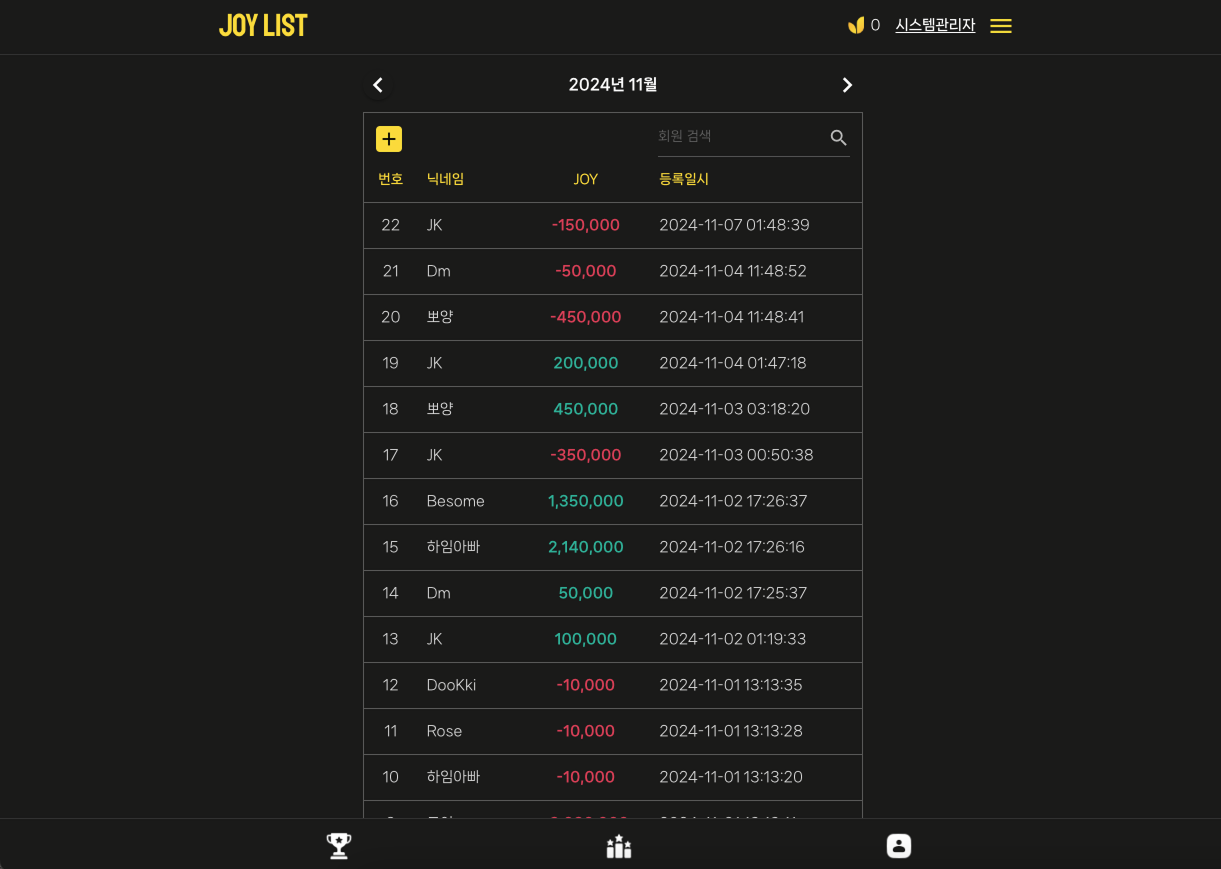 JOY LIST
0 시스템관리자
2024년 11월
회원 검색
번호 닉네임 JOY 등록일시
22 JK -150,000 2024-11-07 01:48:39
21 Dm -50,000 2024-11-04 11:48:52
20 뽀양 -450,000 2024-11-04 11:48:41
19 JK 200,000 2024-11-04 01:47:18
18 뽀양 450,000 2024-11-03 03:18:20
17 JK -350,000 2024-11-03 00:50:38
16 Besome 1,350,000 2024-11-02 17:26:37
15 하임아빠 2,140,000 2024-11-02 17:26:16
14 Dm 50,000 2024-11-02 17:25:37
13 JK 100,000 2024-11-02 01:19:33
12 DooKki -10,000 2024-11-01 13:13:35
11 Rose -10,000 2024-11-01 13:13:28
10 하임아빠 -10,000 2024-11-01 13:13:20